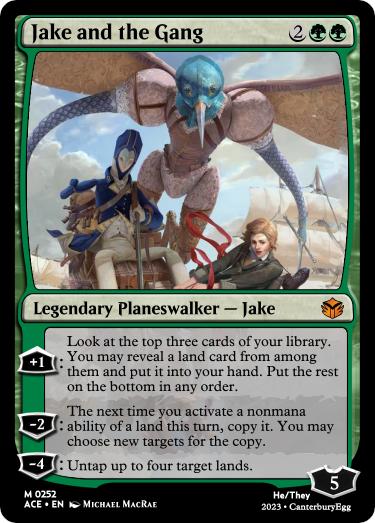 Jake and the Gang 2
Legendary Planeswalker — Jake
Look at the top three cards of your library.
You may reveal a land card from among
+1: them and put it into your hand. Put the rest
on the bottom in any order.
The next time you activate a nonmana
-2: ability of a land this turn, copy it. You may
choose new targets for the copy.
-4: Untap up to four target lands.
5
M 0252 He/They
ACE • EN Michael MacRae 2023 • CanterburyEgg